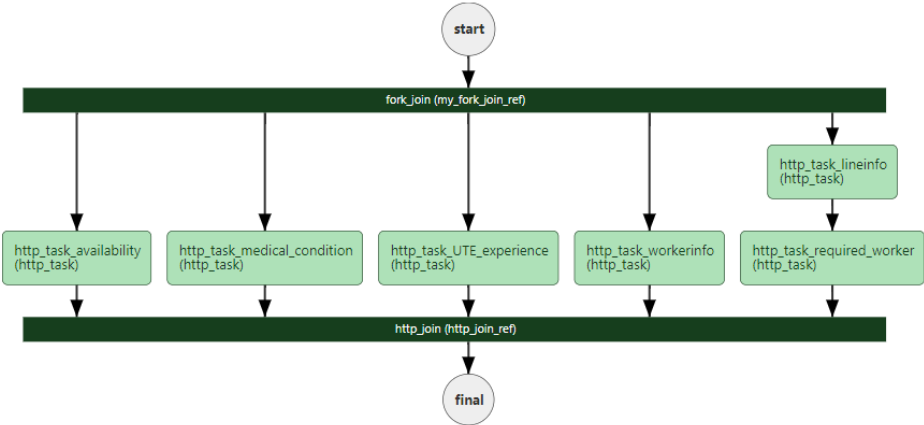 start
fork_join (my_fork_join_ref)
http_task_lineinfo
(http_task)
http_task_availability
(http_task)
http_task_medical_condition
(http_task)
http_task_UTE_experience
(http_task)
http_task_workerinfo
(http_task)
http_task_required_worker
(http_task)
http_join (http_join_ref)
final